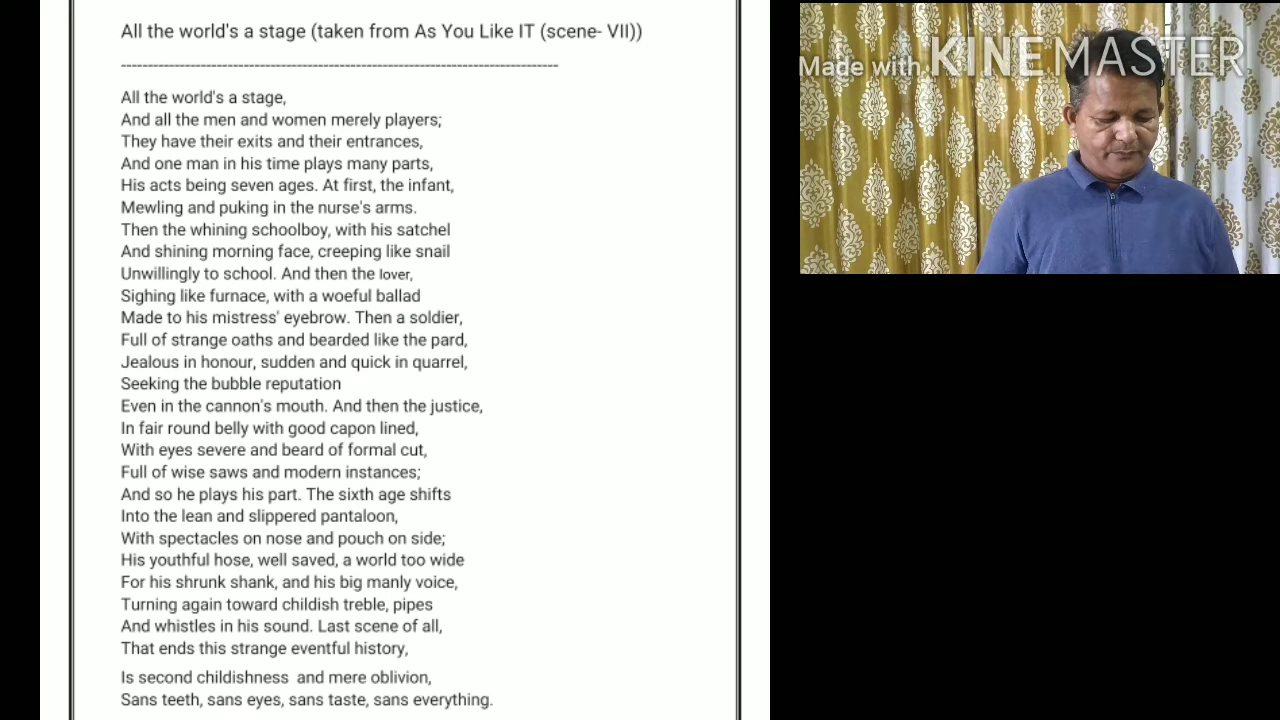 All the world's a stage (taken from As You Like IT (scene- VII))
--------------------------------------------------------------------------------
All the world's a stage,
And all the men and women merely players;
They have their exits and their entrances,
And one man in his time plays many parts,
His acts being seven ages. At first, the infant,
Mewling and puking in the nurse's arms.
Then the whining schoolboy, with his satchel
And shining morning face, creeping like snail
Unwillingly to school. And then the lover,
Sighing like furnace, with a woeful ballad
Made to his mistress' eyebrow. Then a soldier,
Full of strange oaths and bearded like the pard,
Jealous in honour, sudden and quick in quarrel,
Seeking the bubble reputation
Even in the cannon's mouth. And then the justice,
In fair round belly with good capon lined,
With eyes severe and beard of formal cut,
Full of wise saws and modern instances;
And so he plays his part. The sixth age shifts
Into the lean and slippered pantaloon,
With spectacles on nose and pouch on side;
His youthful hose, well saved, a world too wide
For his shrunk shank, and his big manly voice,
Turning again toward childish treble, pipes
And whistles in his sound. Last scene of all,
That ends this strange eventful history,
Is second childishness and mere oblivion,
Sans teeth, sans eyes, sans taste, sans everything.
Made with KINEMASTER